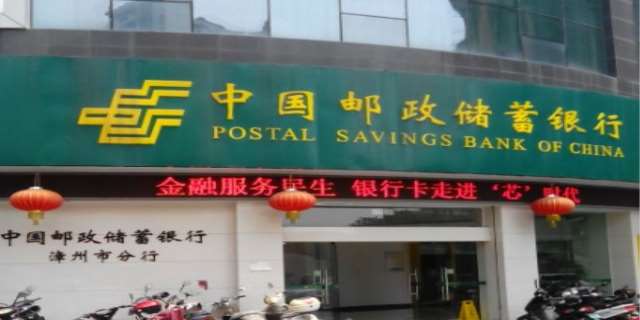 中国邮政储蓄银行
POSTAL SAVINGS BANK OF CHINA
金融服务民生 银行卡走进‘芯’时代
中国邮政储蓄银行
漳州市分行